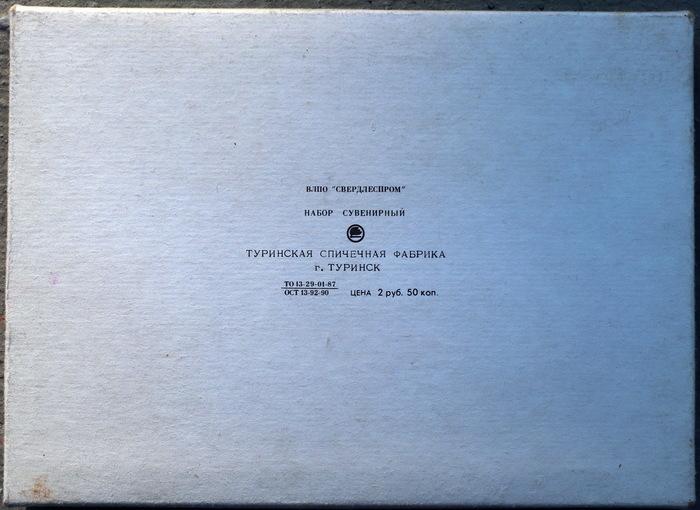 ВЛПО "СВЕРДЛЕСПРОМ"
НАБОР СУВЕНИРНЫЙ
ТУРИНСКАЯ СПИЧЕЧНАЯ ФАБРИКА
г. ТУРИНСК
ТО 13-29-01-87
ОСТ 13-92-90 ЦЕНА 2 руб. 50 коп.